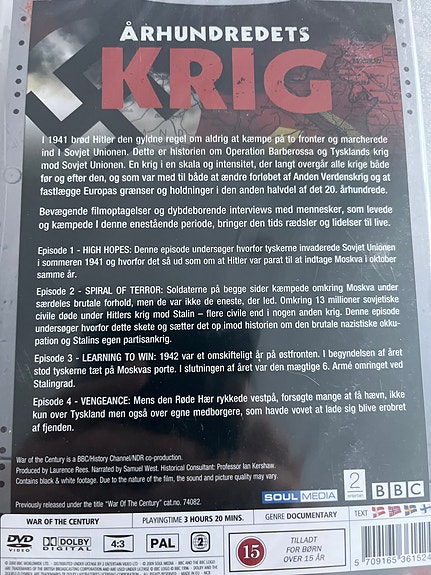 ÅRHUNDREDETS
KRIG
I 1941 brød Hitler den gyldne regel om aldrig at kæmpe på to fronter og marcherede
ind I Sovjet Unionen. Dette er historien om Operation Barberossa og Tysklands krig
mod Sovjet Unionen. En krig i en skala og intensitet, der langt overgår alle krige både
før og efter den, og som var med til både at ændre forløbet af Anden Verdenskrig og at
fastlægge Europas grænser og holdninger i den anden halvdel af det 20. århundrede.
Bevægende filmoptagelser og dybdeborende interviews med mennesker, som levede
og kæmpede I denne enestående periode, bringer den tids rædsler og lidelser til live.
Episode 1 - HIGH HOPES: Denne episode undersøger hvorfor tyskerne invaderede Sovjet Unionen
i sommeren 1941 og hvorfor det så ud som om at Hitler var parat til at indtage Moskva i oktober
samme år.
Episode 2 - SPIRAL OF TERROR: Soldaterne på begge sider kæmpede omkring Moskva under
særdeles brutale forhold, men de var ikke de eneste, der led. Omkring 13 millioner sovjetiske
civile døde under Hitlers krig mod Stalin – flere civile end i nogen anden krig. Denne episode
undersøger hvorfor dette skete og sætter det op imod historien om den brutale nazistiske okku-
pation og Stalins egen partisankrig.
Episode 3 - LEARNING TO WIN: 1942 var et omskifteligt år på østfronten. I begyndelsen af året
stod tyskerne tæt på Moskvas porte. I slutningen af året var den mægtige 6. Armé omringet ved
Stalingrad.
Episode 4 - VENGEANCE: Mens den Røde Hær rykkede vestpå, forsøgte mange at få hævn, ikke
kun over Tyskland men også over egne medborgere, som havde vovet at lade sig blive erobret
af fjenden.
War of the Century is a BBC/History Channel/NDR co-production.
Produced by Laurence Rees. Narrated by Samuel West. Historical Consultant: Professor Ian Kershaw.
Contains black & white footage. Due to the nature of the film, the sound and picture quality may vary.
Previously released under the title "War Of The Century" cat.no. 74082.
SOUL MEDIA
2 entertain
BBC
WAR OF THE CENTURY
PLAYINGTIME 3 HOURS 20 MINS.
GENRE DOCUMENTARY
TEXT
DVD VIDEO
DOLBY DIGITAL
4:3
PAL
2
15
TILLADT
FOR BØRN
OVER 15 ÅR
5 709165 361524